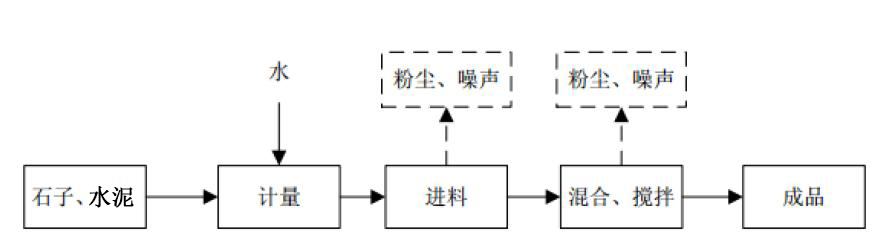 水
粉尘、噪声
粉尘、噪声
石子、水泥
计量
进料
混合、搅拌
成品